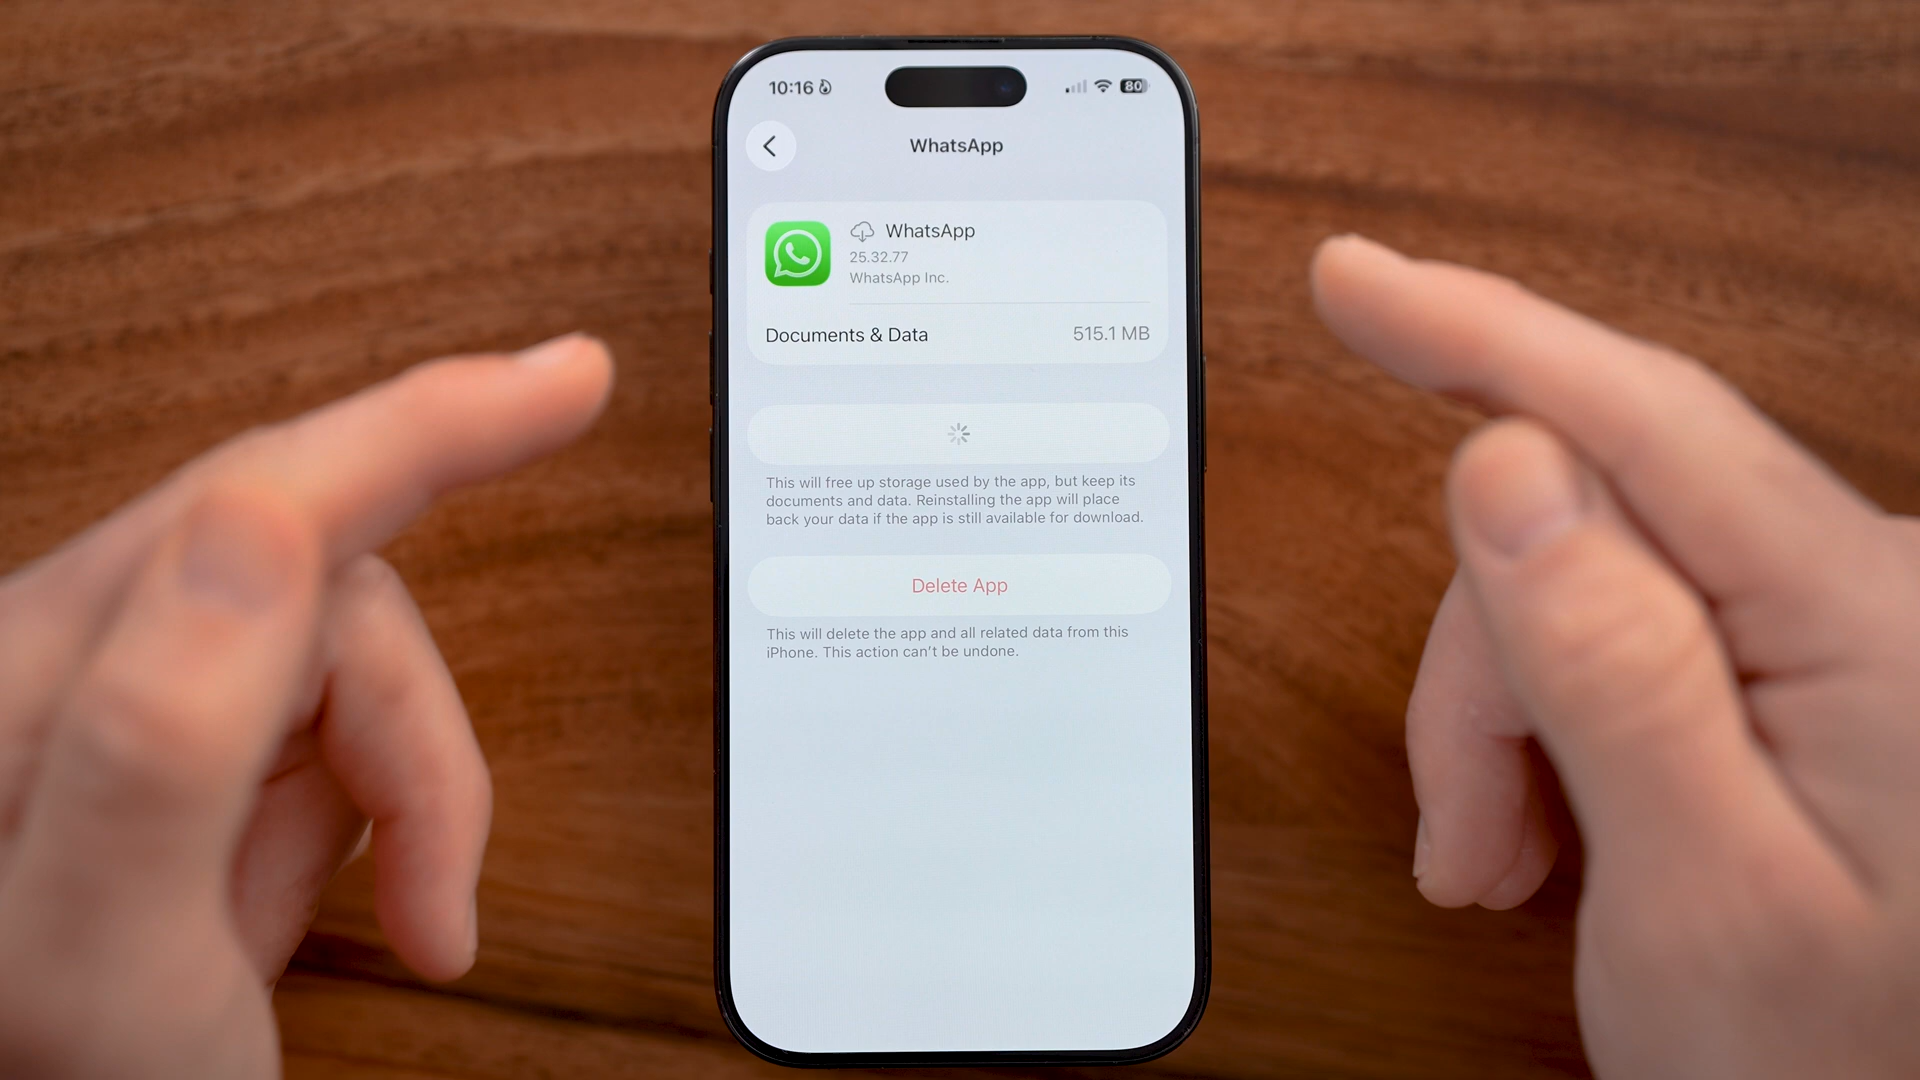 10:16
80
WhatsApp
WhatsApp
25.32.77
WhatsApp Inc.
Documents & Data 515.1 MB
This will free up storage used by the app, but keep its
documents and data. Reinstalling the app will place
back your data if the app is still available for download.
Delete App
This will delete the app and all related data from this
iPhone. This action can't be undone.